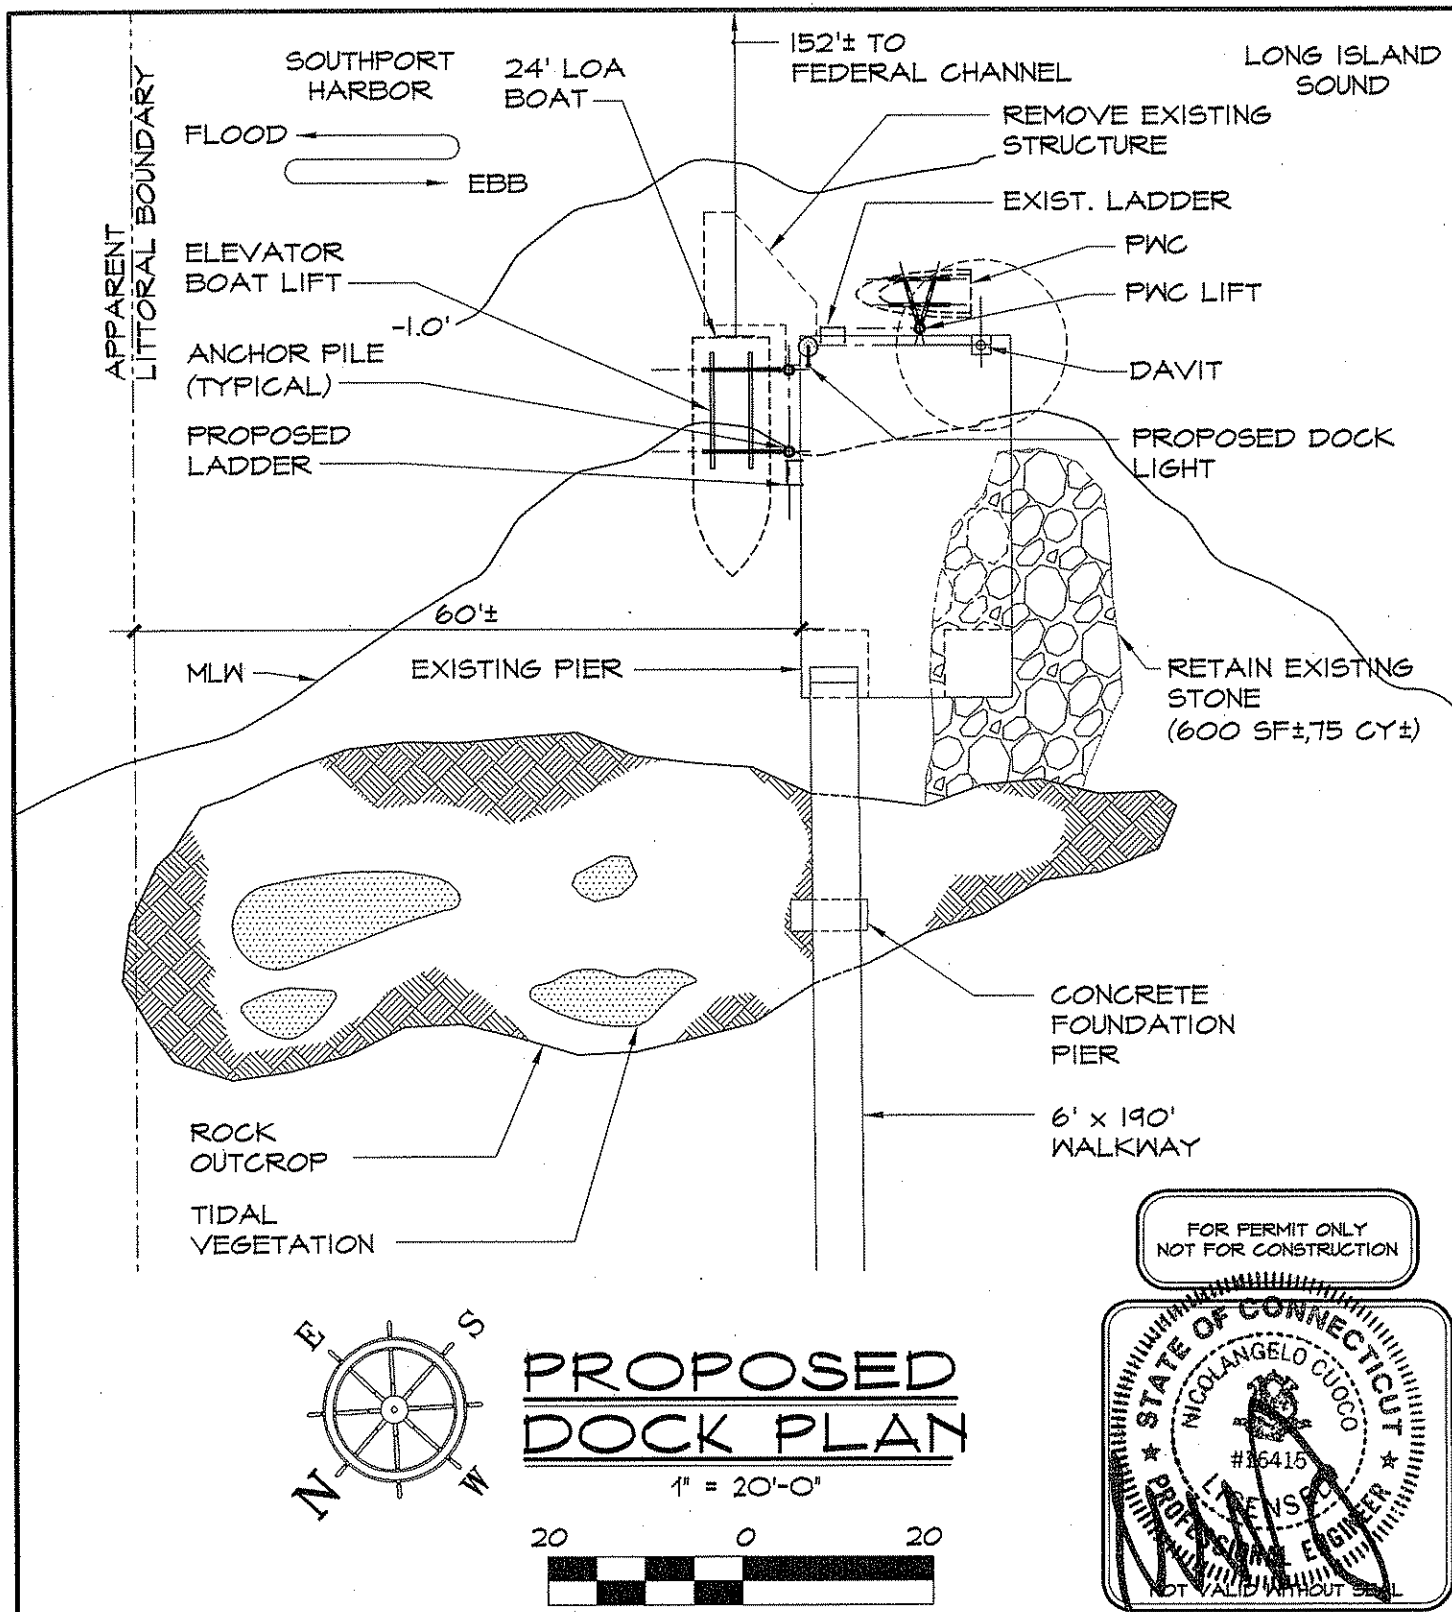 SOUTHPORT
HARBOR
24' LOA
BOAT
152'± TO
FEDERAL CHANNEL
LONG ISLAND
SOUND
APPARENT
LITTORAL BOUNDARY
FLOOD
EBB
REMOVE EXISTING
STRUCTURE
EXIST. LADDER
ELEVATOR
BOAT LIFT
PWC
PWC LIFT
-1.0'
ANCHOR PILE
(TYPICAL)
DAVIT
PROPOSED
LADDER
PROPOSED DOCK
LIGHT
60'±
MLW
EXISTING PIER
RETAIN EXISTING
STONE
(600 SF±,75 CY±)
CONCRETE
FOUNDATION
PIER
6' x 190'
WALKWAY
ROCK
OUTCROP
TIDAL
VEGETATION
FOR PERMIT ONLY
NOT FOR CONSTRUCTION
E
S
N
W
PROPOSED
DOCK PLAN
1" = 20'-0"
20 0 20
STATE OF CONNECTICUT
NICOLANGELO CUOCO
#16415
LICENSED
PROFESSIONAL ENGINEER
NOT VALID WITHOUT SEAL